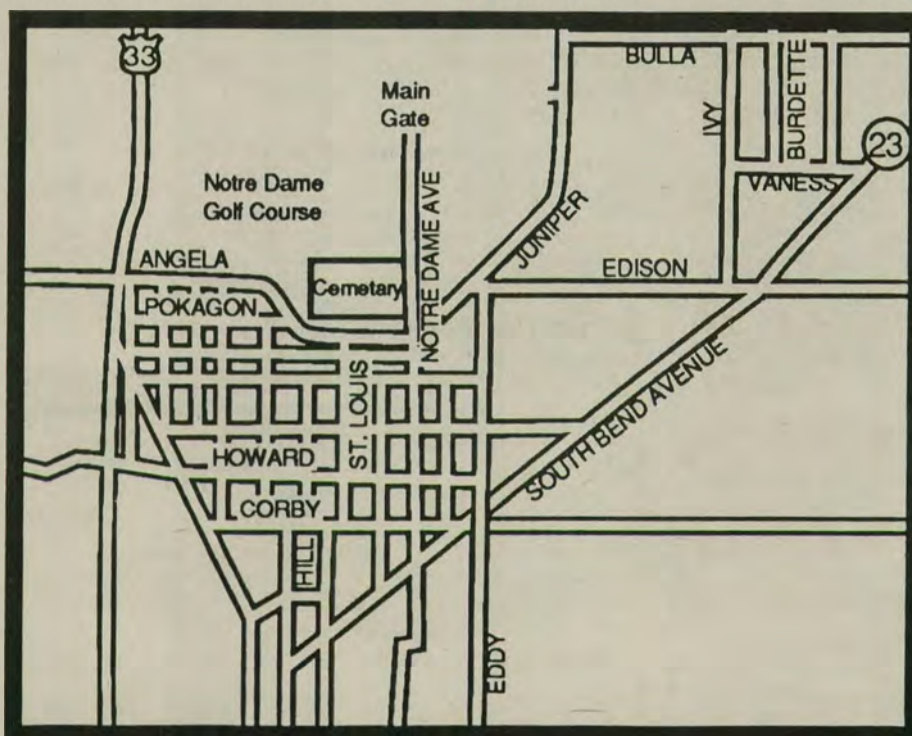 33
BULLA
Main
Gate
IVY
BURDETTE
23
Notre Dame
Golf Course
VANESS
NOTRE DAME AVE
JUNIPER
ANGELA
EDISON
Cemetary
POKAGON
ST. LOUIS
SOUTH BEND AVENUE
HOWARD
CORBY
HILL
EDDY